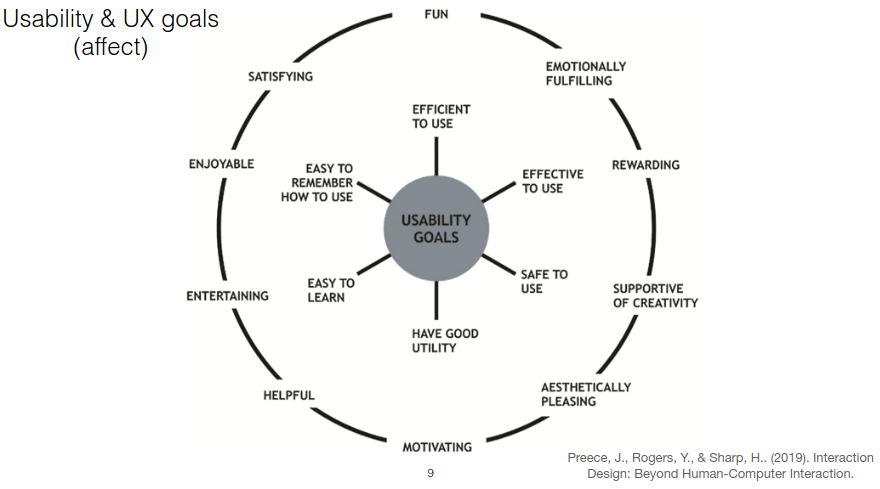 Usability & UX goals
(affect)
FUN
EMOTIONALLY
FULFILLING
REWARDING
SUPPORTIVE
OF CREATIVITY
AESTHETICALLY
PLEASING
MOTIVATING
HELPFUL
ENTERTAINING
ENJOYABLE
SATISFYING
EFFICIENT
TO USE
EFFECTIVE
TO USE
SAFE TO
USE
HAVE GOOD
UTILITY
EASY TO
LEARN
EASY TO
REMEMBER
HOW TO USE
USABILITY
GOALS
Preece, J., Rogers, Y., & Sharp, H.. (2019). Interaction
Design: Beyond Human-Computer Interaction.
9